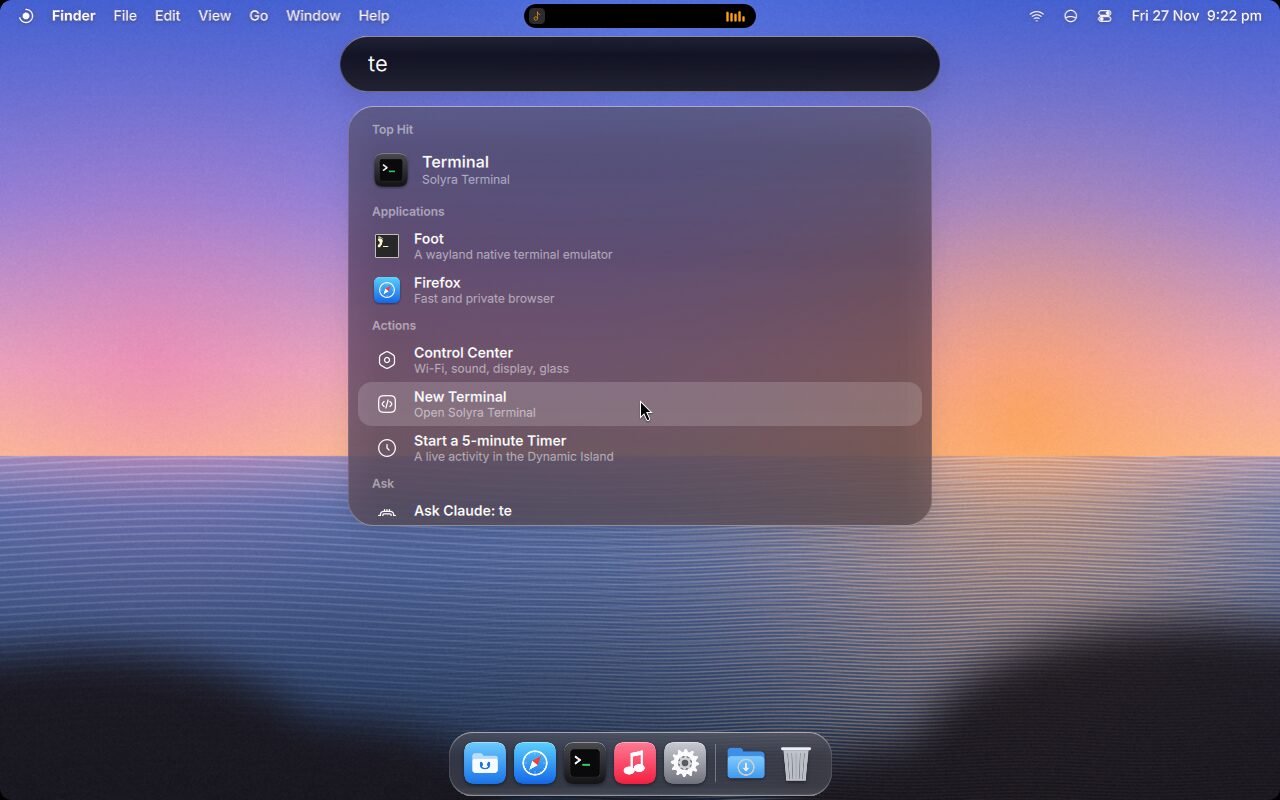 Finder File Edit View Go Window Help Fri 27 Nov 9:22 pm
te
Top Hit
Terminal
Solyra Terminal
Applications
Foot
A wayland native terminal emulator
Firefox
Fast and private browser
Actions
Control Center
Wi-Fi, sound, display, glass
New Terminal
Open Solyra Terminal
Start a 5-minute Timer
A live activity in the Dynamic Island
Ask
Ask Claude: te